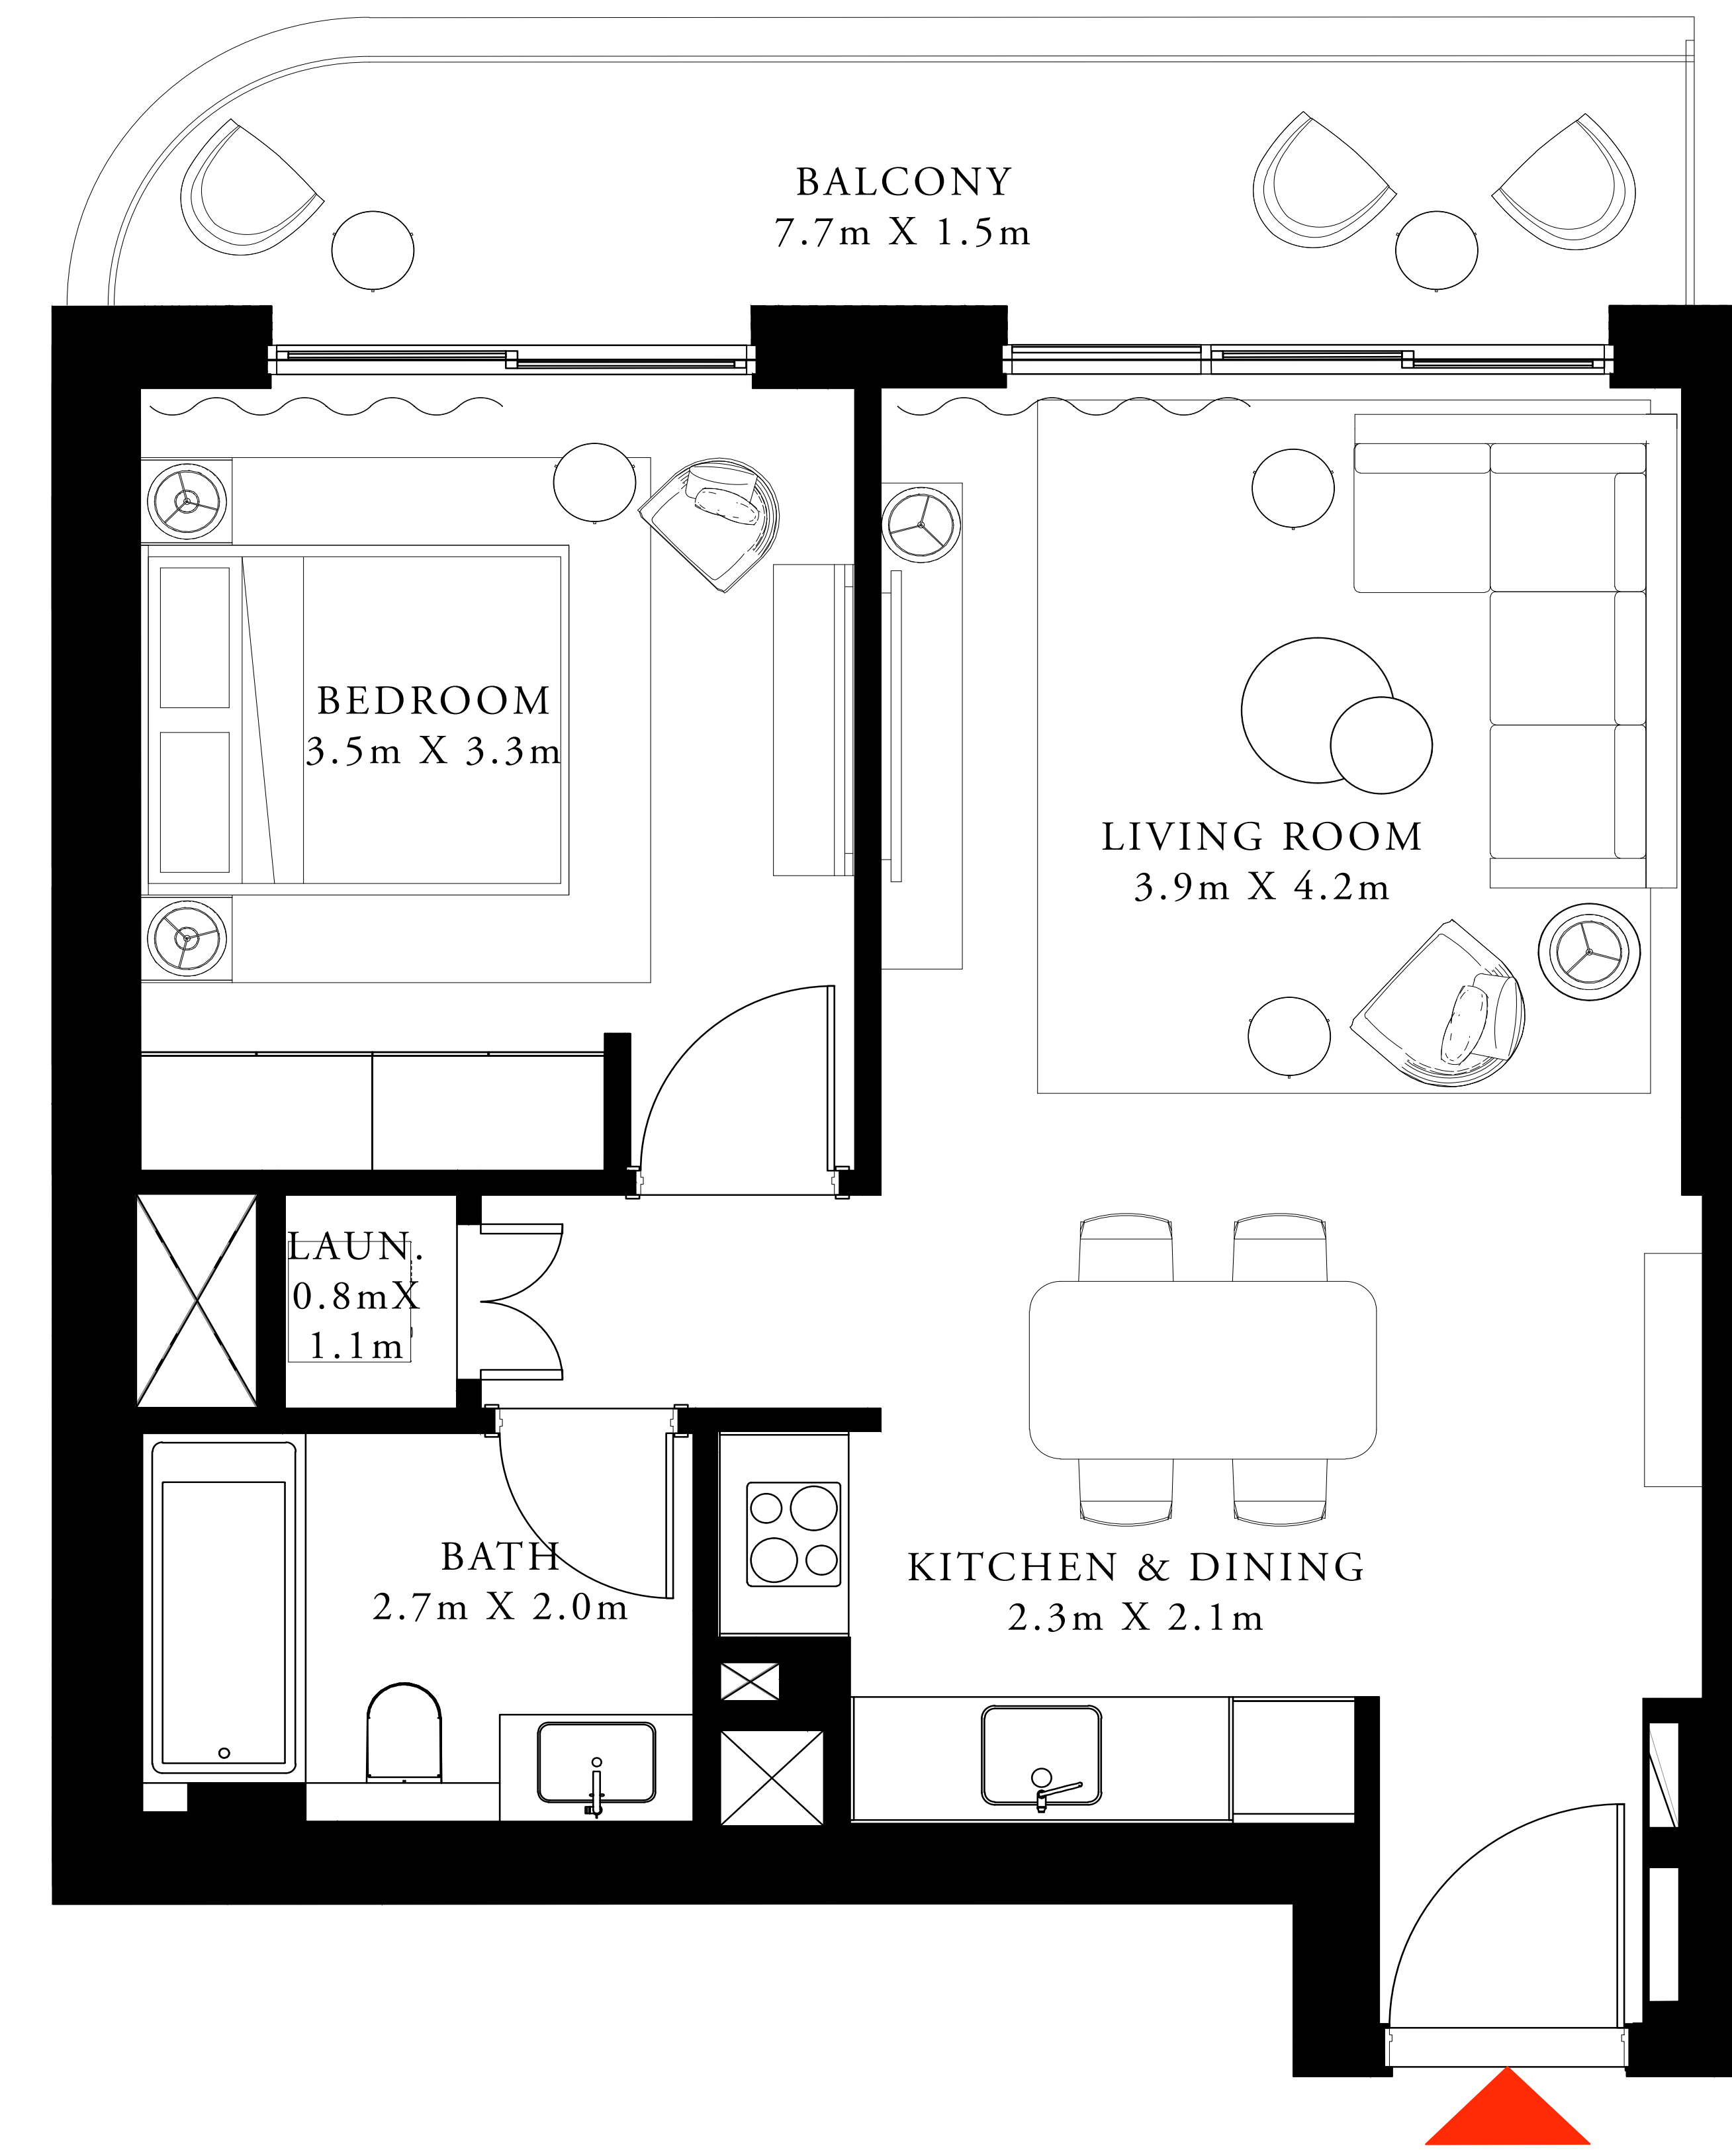 BALCONY
7.7m X 1.5m
BEDROOM
3.5m X 3.3m
LIVING ROOM
3.9m X 4.2m
LAUN.
0.8mX
1.1m
BATH
2.7m X 2.0m
KITCHEN & DINING
2.3m X 2.1m